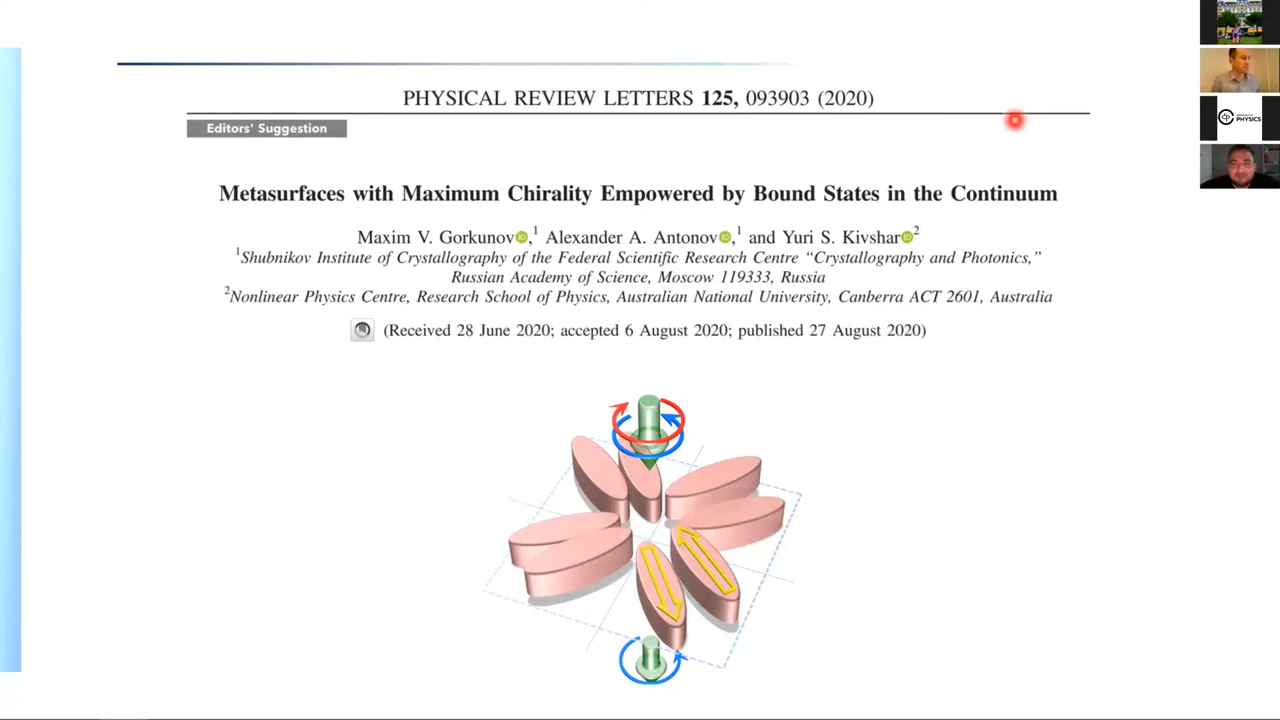 PHYSICAL REVIEW LETTERS 125, 093903 (2020)
Editors' Suggestion
Metasurfaces with Maximum Chirality Empowered by Bound States in the Continuum
Maxim V. Gorkunov,1 Alexander A. Antonov,1 and Yuri S. Kivshar2
1Shubnikov Institute of Crystallography of the Federal Scientific Research Centre “Crystallography and Photonics,”
Russian Academy of Science, Moscow 119333, Russia
2Nonlinear Physics Centre, Research School of Physics, Australian National University, Canberra ACT 2601, Australia
(Received 28 June 2020; accepted 6 August 2020; published 27 August 2020)
PHYSICS